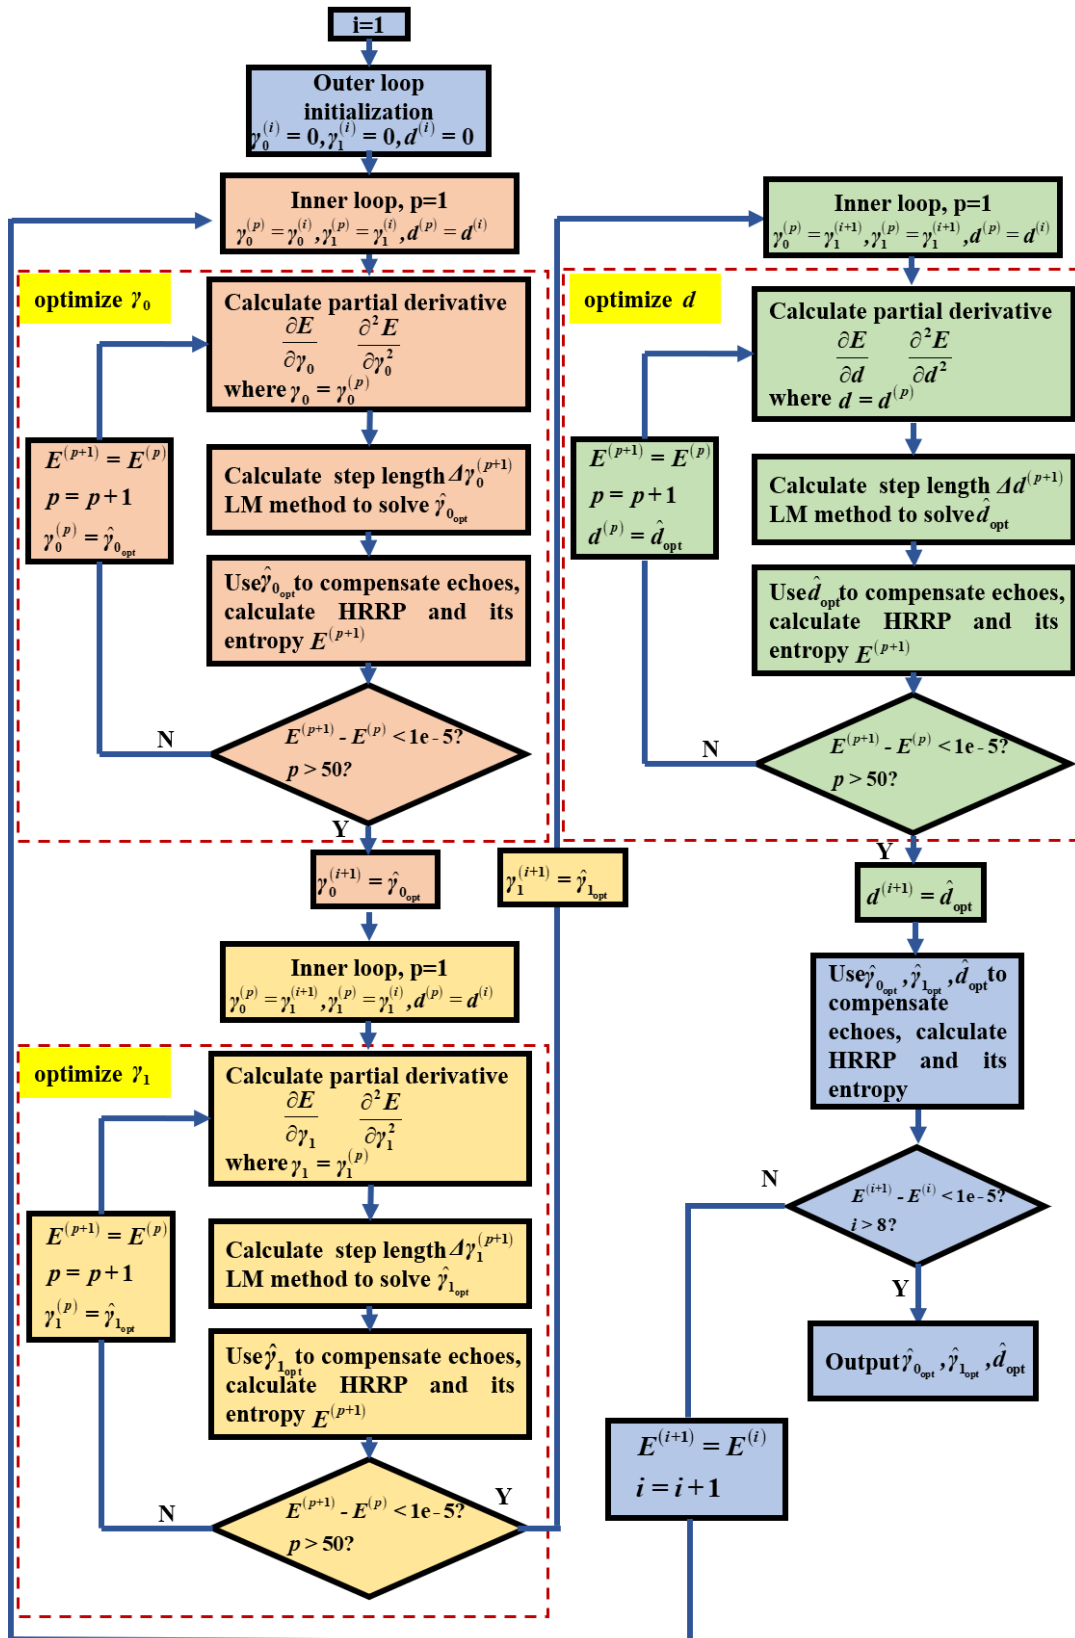 i=1
Outer loop
initialization
γ₀⁽ⁱ⁾ = 0, γ₁⁽ⁱ⁾ = 0, d⁽ⁱ⁾ = 0
Inner loop, p=1
γ₀⁽ᵖ⁾ = γ₀⁽ⁱ⁾, γ₁⁽ᵖ⁾ = γ₁⁽ⁱ⁾, d⁽ᵖ⁾ = d⁽ⁱ⁾
optimize γ₀
Calculate partial derivative
∂E/∂γ₀ ∂²E/∂γ₀²
where γ₀ = γ₀⁽ᵖ⁾
E⁽ᵖ⁺¹⁾ = E⁽ᵖ⁾
p = p+1
γ₀⁽ᵖ⁾ = γ̂₀ₒₚₜ
Calculate step length Δγ₀⁽ᵖ⁺¹⁾
LM method to solve γ̂₀ₒₚₜ
Use γ̂₀ₒₚₜ to compensate echoes,
calculate HRRP and its
entropy E⁽ᵖ⁺¹⁾
E⁽ᵖ⁺¹⁾ - E⁽ᵖ⁾ < 1e - 5?
p > 50?
N
Y
γ₀⁽ⁱ⁺¹⁾ = γ̂₀ₒₚₜ
Inner loop, p=1
γ₀⁽ᵖ⁾ = γ₁⁽ⁱ⁺¹⁾, γ₁⁽ᵖ⁾ = γ₁⁽ⁱ⁾, d⁽ᵖ⁾ = d⁽ⁱ⁾
optimize γ₁
Calculate partial derivative
∂E/∂γ₁ ∂²E/∂γ₁²
where γ₁ = γ₁⁽ᵖ⁾
E⁽ᵖ⁺¹⁾ = E⁽ᵖ⁾
p = p+1
γ₁⁽ᵖ⁾ = γ̂₁ₒₚₜ
Calculate step length Δγ₁⁽ᵖ⁺¹⁾
LM method to solve γ̂₁ₒₚₜ
Use γ̂₁ₒₚₜ to compensate echoes,
calculate HRRP and its
entropy E⁽ᵖ⁺¹⁾
E⁽ᵖ⁺¹⁾ - E⁽ᵖ⁾ < 1e - 5?
p > 50?
N
Y
γ₁⁽ⁱ⁺¹⁾ = γ̂₁ₒₚₜ
Inner loop, p=1
γ₀⁽ᵖ⁾ = γ₁⁽ⁱ⁺¹⁾, γ₁⁽ᵖ⁾ = γ₁⁽ⁱ⁺¹⁾, d⁽ᵖ⁾ = d⁽ⁱ⁾
optimize d
Calculate partial derivative
∂E/∂d ∂²E/∂d²
where d = d⁽ᵖ⁾
E⁽ᵖ⁺¹⁾ = E⁽ᵖ⁾
p = p+1
d⁽ᵖ⁾ = d̂ₒₚₜ
Calculate step length Δd⁽ᵖ⁺¹⁾
LM method to solve d̂ₒₚₜ
Use d̂ₒₚₜ to compensate echoes,
calculate HRRP and its
entropy E⁽ᵖ⁺¹⁾
E⁽ᵖ⁺¹⁾ - E⁽ᵖ⁾ < 1e - 5?
p > 50?
N
Y
d⁽ⁱ⁺¹⁾ = d̂ₒₚₜ
Use γ̂₀ₒₚₜ, γ̂₁ₒₚₜ, d̂ₒₚₜ to
compensate
echoes, calculate
HRRP and its
entropy
E⁽ⁱ⁺¹⁾ - E⁽ⁱ⁾ < 1e - 5?
i > 8?
N
Y
Output γ̂₀ₒₚₜ, γ̂₁ₒₚₜ, d̂ₒₚₜ
E⁽ⁱ⁺¹⁾ = E⁽ⁱ⁾
i = i+1